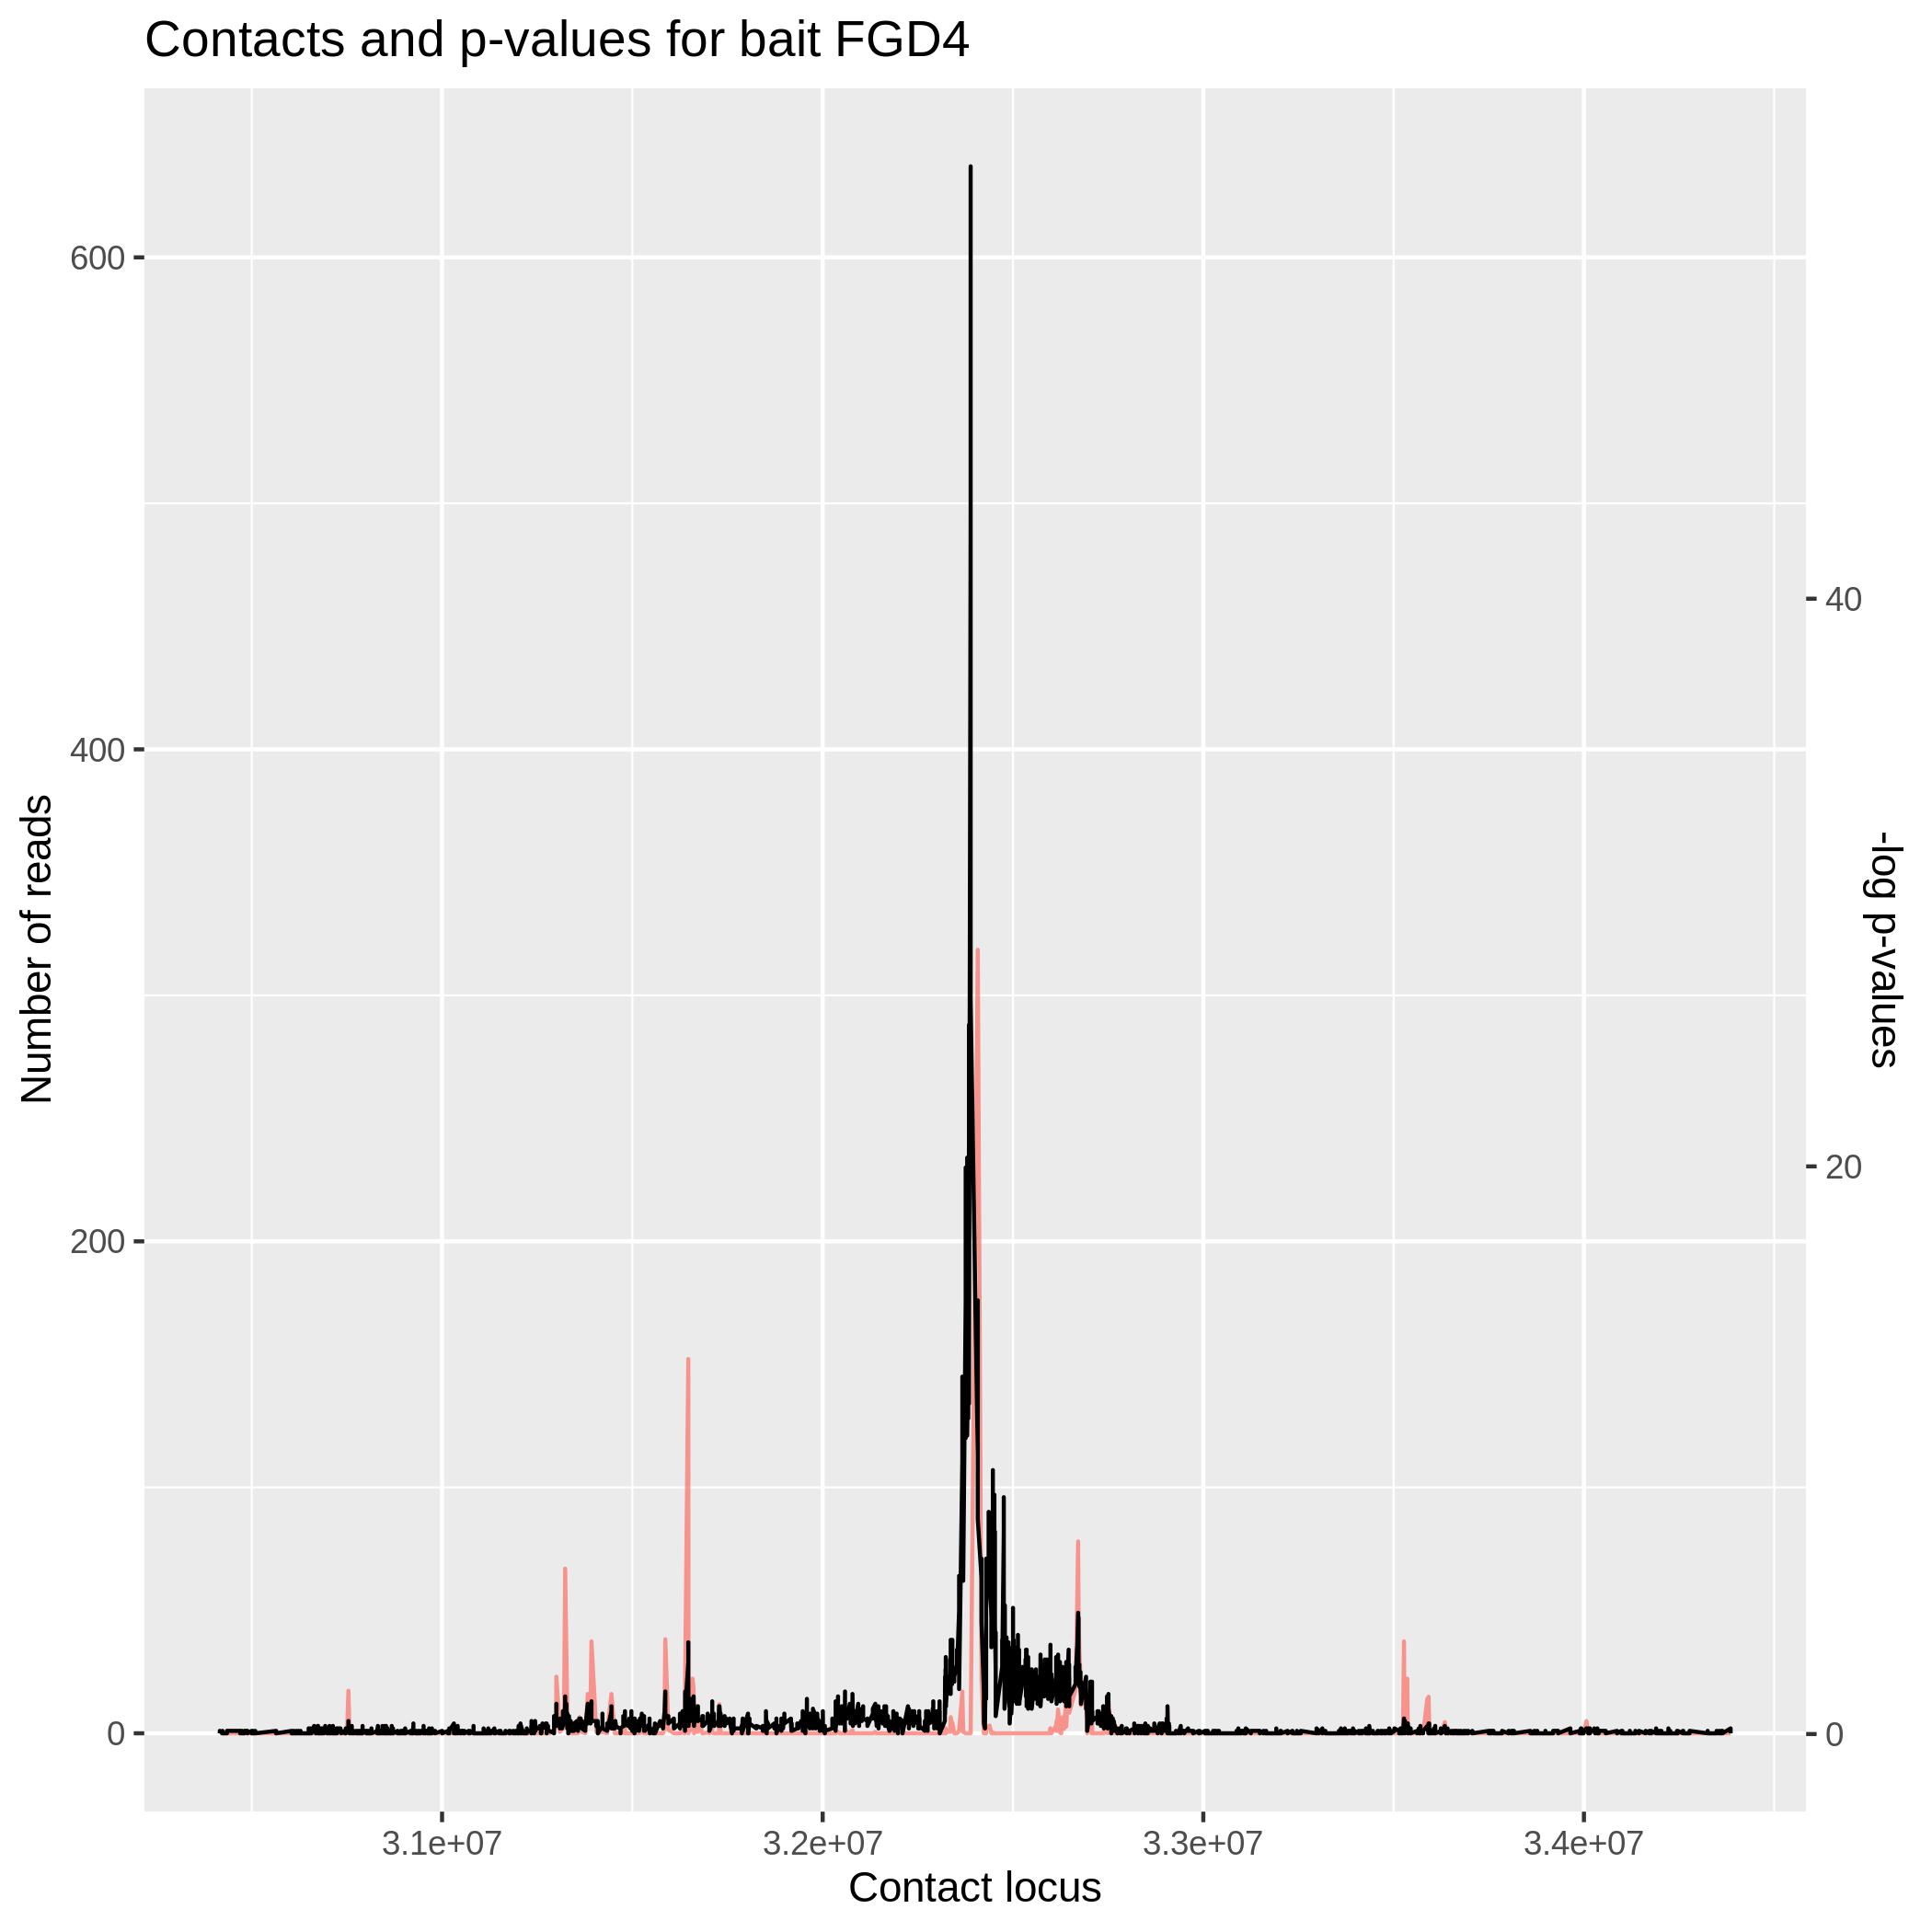 Contacts and p-values for bait FGD4
600
400
200
0
40
20
0
Number of reads
-log p-values
3.1e+07
3.2e+07
3.3e+07
3.4e+07
Contact locus